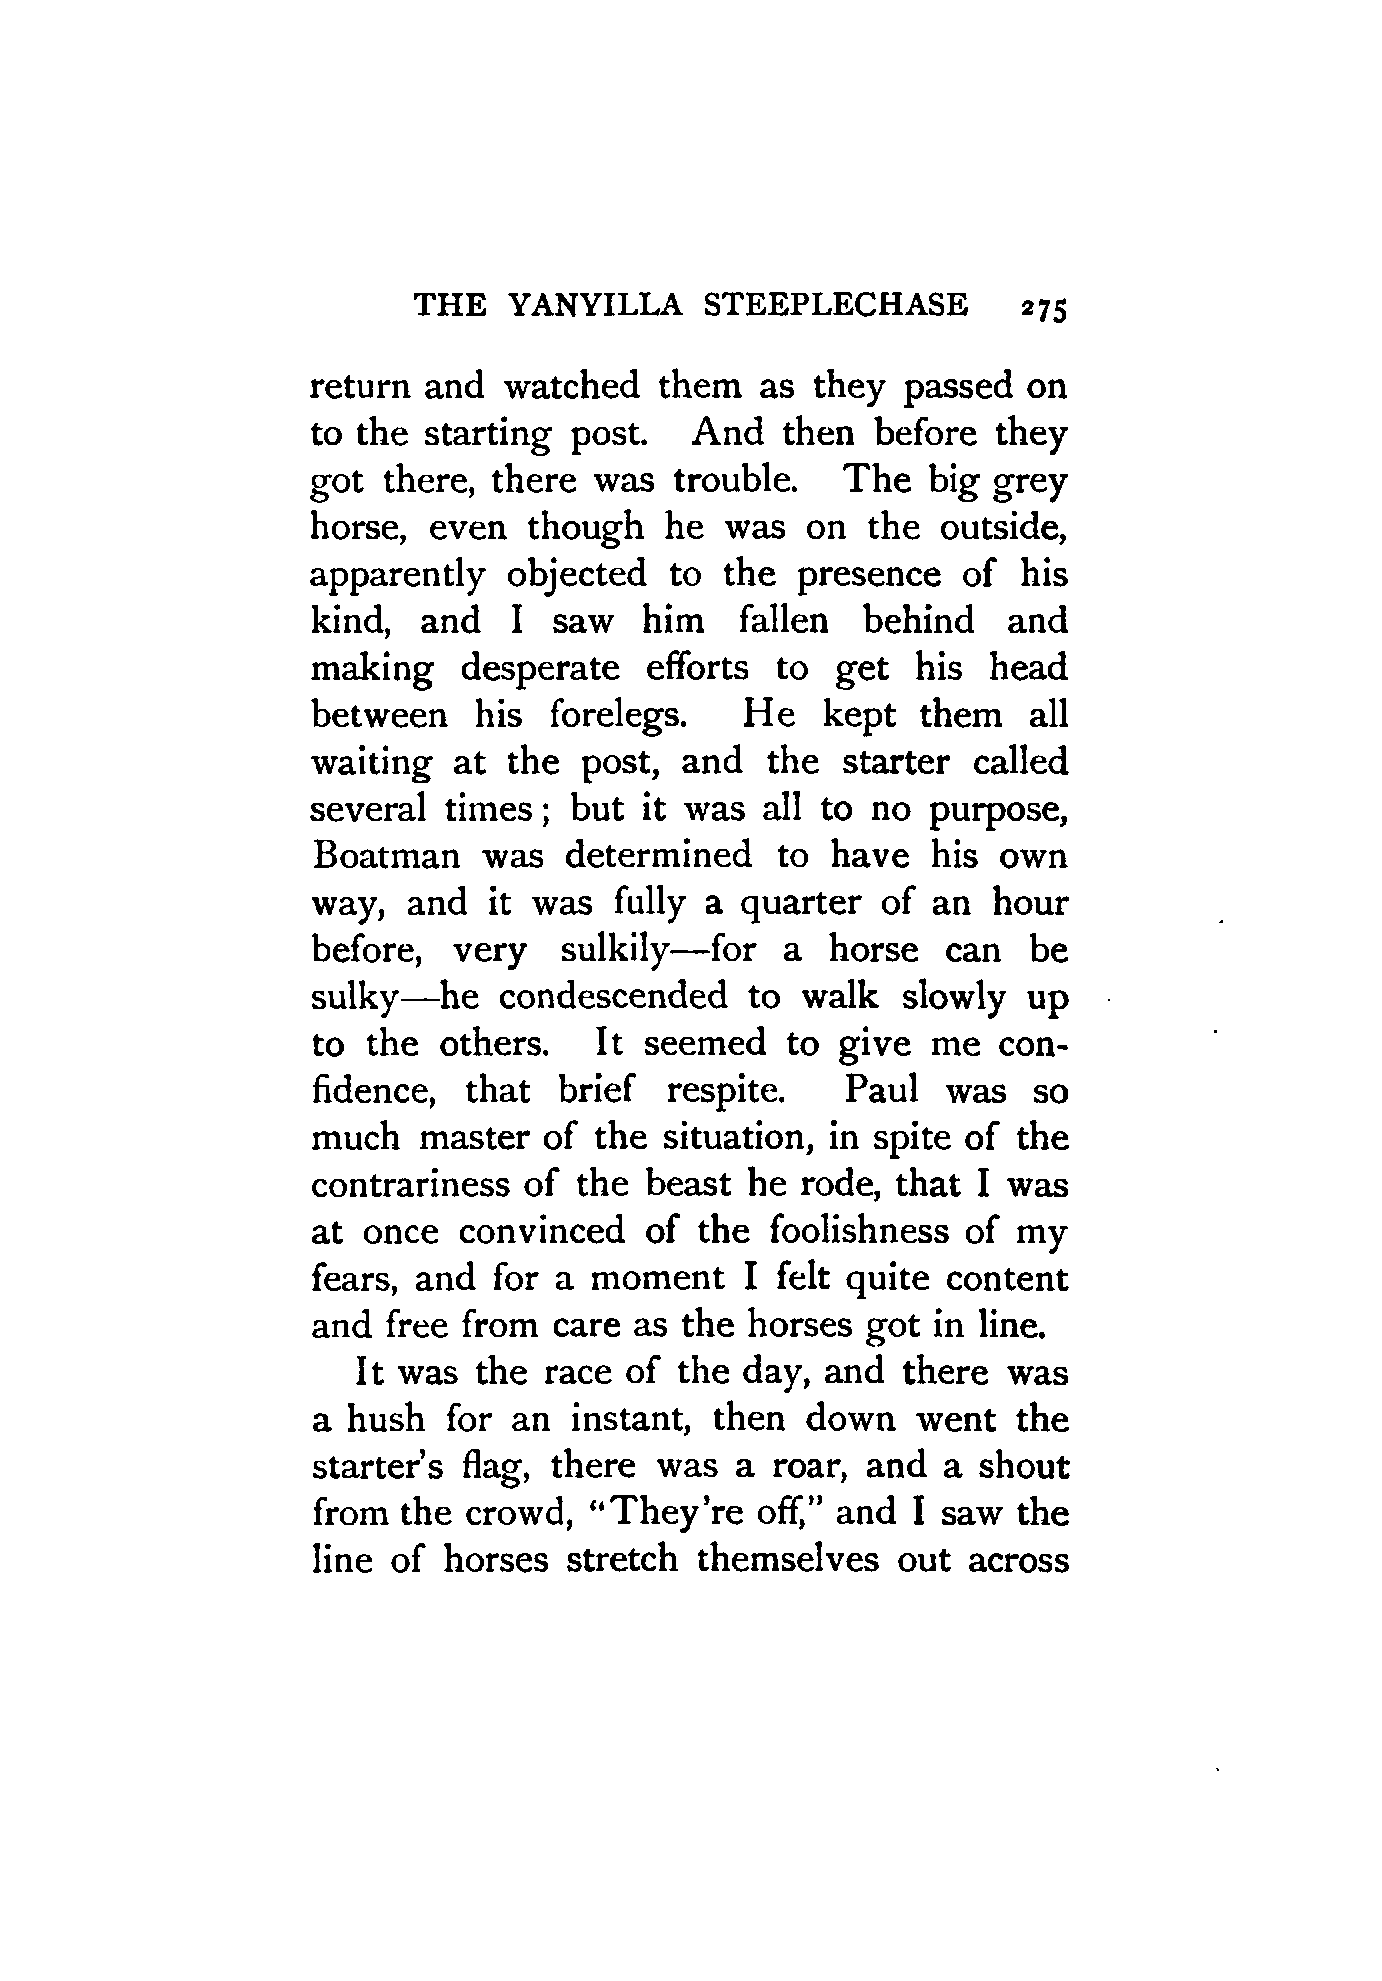 THE YANYILLA STEEPLECHASE 275
return and watched them as they passed on
to the starting post. And then before they
got there, there was trouble. The big grey
horse, even though he was on the outside,
apparently objected to the presence of his
kind, and I saw him fallen behind and
making desperate efforts to get his head
between his forelegs. He kept them all
waiting at the post, and the starter called
several times; but it was all to no purpose,
Boatman was determined to have his own
way, and it was fully a quarter of an hour
before, very sulkily—for a horse can be
sulky—he condescended to walk slowly up
to the others. It seemed to give me con-
fidence, that brief respite. Paul was so
much master of the situation, in spite of the
contrariness of the beast he rode, that I was
at once convinced of the foolishness of my
fears, and for a moment I felt quite content
and free from care as the horses got in line.
It was the race of the day, and there was
a hush for an instant, then down went the
starter's flag, there was a roar, and a shout
from the crowd, "They're off," and I saw the
line of horses stretch themselves out across